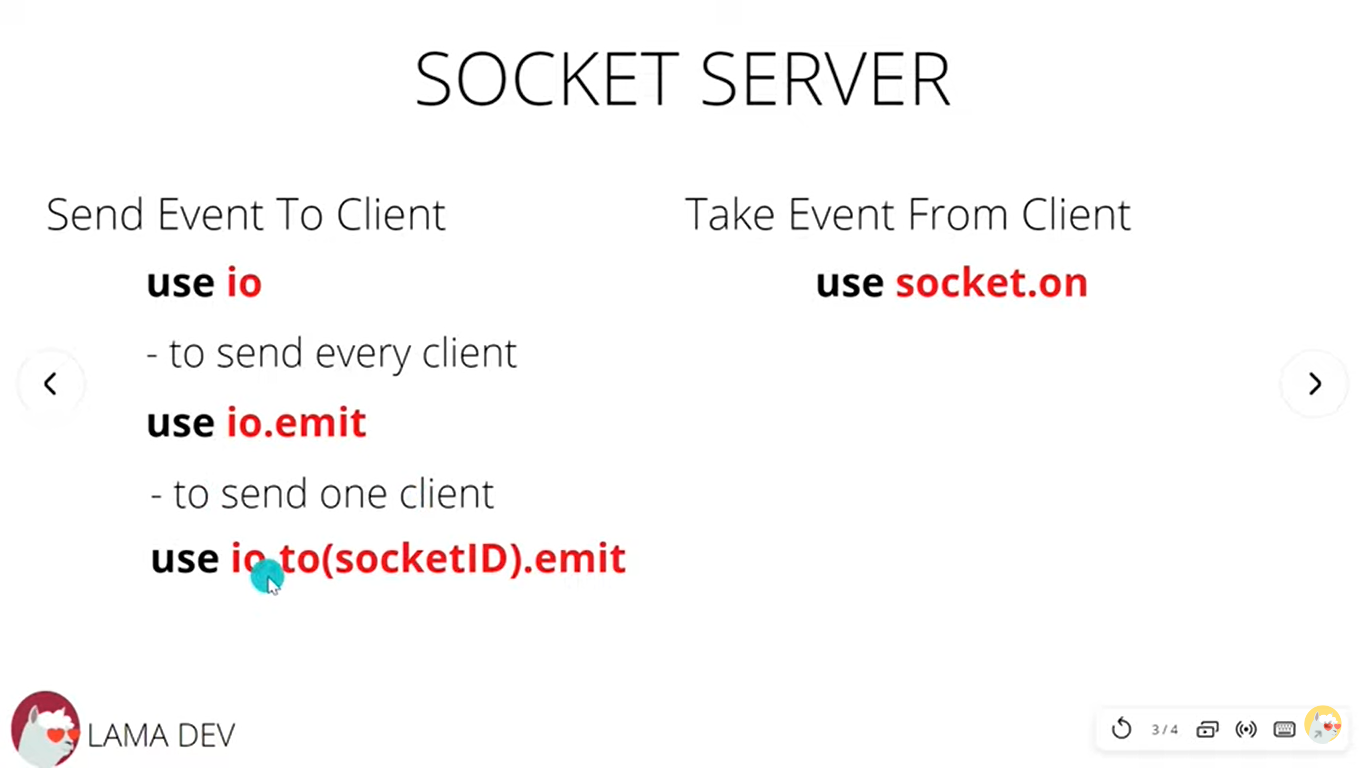 SOCKET SERVER
Send Event To Client
use io
- to send every client
use io.emit
- to send one client
use io.to(socketID).emit
Take Event From Client
use socket.on
LAMA DEV
3/4